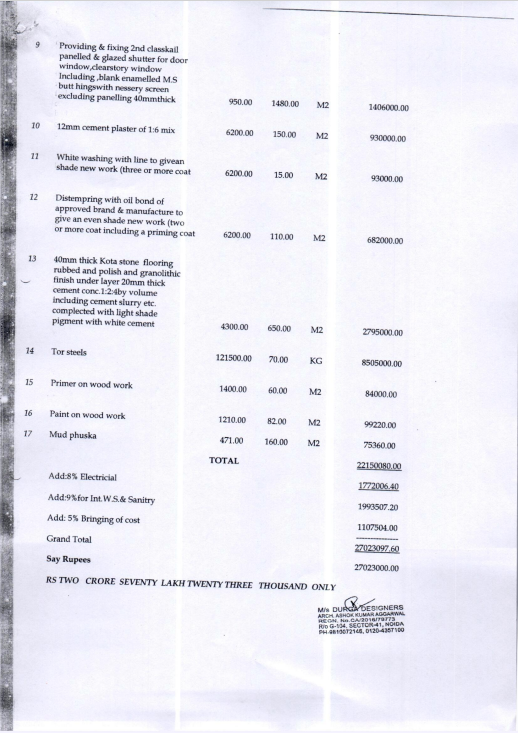 9 Providing & fixing 2nd classkail
panelled & glazed shutter for door
window,clearstory window
Including ,blank enamelled M.S
butt hingswith nessery screen
excluding panelling 40mmthick 950.00 1480.00 M2 1406000.00
10 12mm cement plaster of 1:6 mix 6200.00 150.00 M2 930000.00
11 White washing with line to givean
shade new work (three or more coat 6200.00 15.00 M2 93000.00
12 Distempring with oil bond of
approved brand & manufacture to
give an even shade new work (two
or more coat including a priming coat 6200.00 110.00 M2 682000.00
13 40mm thick Kota stone flooring
rubbed and polish and granolithic
finish under layer 20mm thick
cement conc.1:2:4by volume
including cement slurry etc.
complected with light shade
pigment with white cement 4300.00 650.00 M2 2795000.00
14 Tor steels 121500.00 70.00 KG 8505000.00
15 Primer on wood work 1400.00 60.00 M2 84000.00
16 Paint on wood work 1210.00 82.00 M2 99220.00
17 Mud phuska 471.00 160.00 M2 75360.00
TOTAL 22150080.00
Add:8% Electricial 1772006.40
Add:9%for Int.W.S.& Sanitry 1993507.20
Add: 5% Bringing of cost 1107504.00
Grand Total 27023097.60
Say Rupees 27023000.00
RS TWO CRORE SEVENTY LAKH TWENTY THREE THOUSAND ONLY
M/s DURGA DESIGNERS
ARCH. ASHOK KUMAR AGGARWAL
REGN. No.CA/2016/79773
R/o G-104, SECTOR-41, NOIDA
PH-9810072146, 0120-4357100